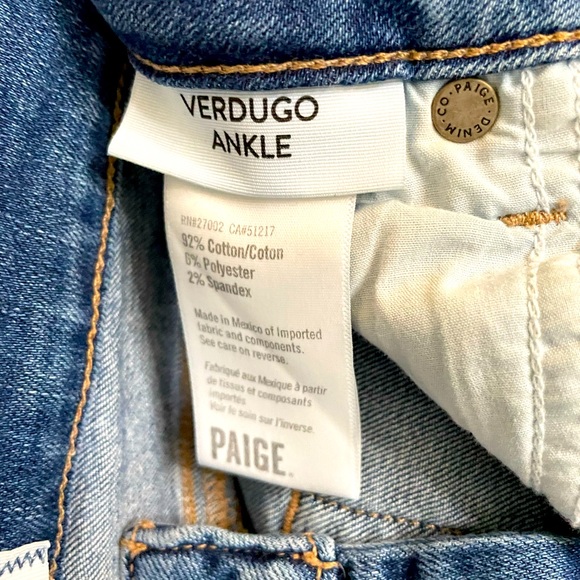 VERDUGO
ANKLE
PAIGE
DENIM CO.
RN#27002 CA#51217
92% Cotton/Coton
6% Polyester
2% Spandex
Made in Mexico of Imported
fabric and components.
See care on reverse.
Fabriqué aux Mexique à partir
de tissus et composants
importés
Voir le soin sur l'inverse.
PAIGE.